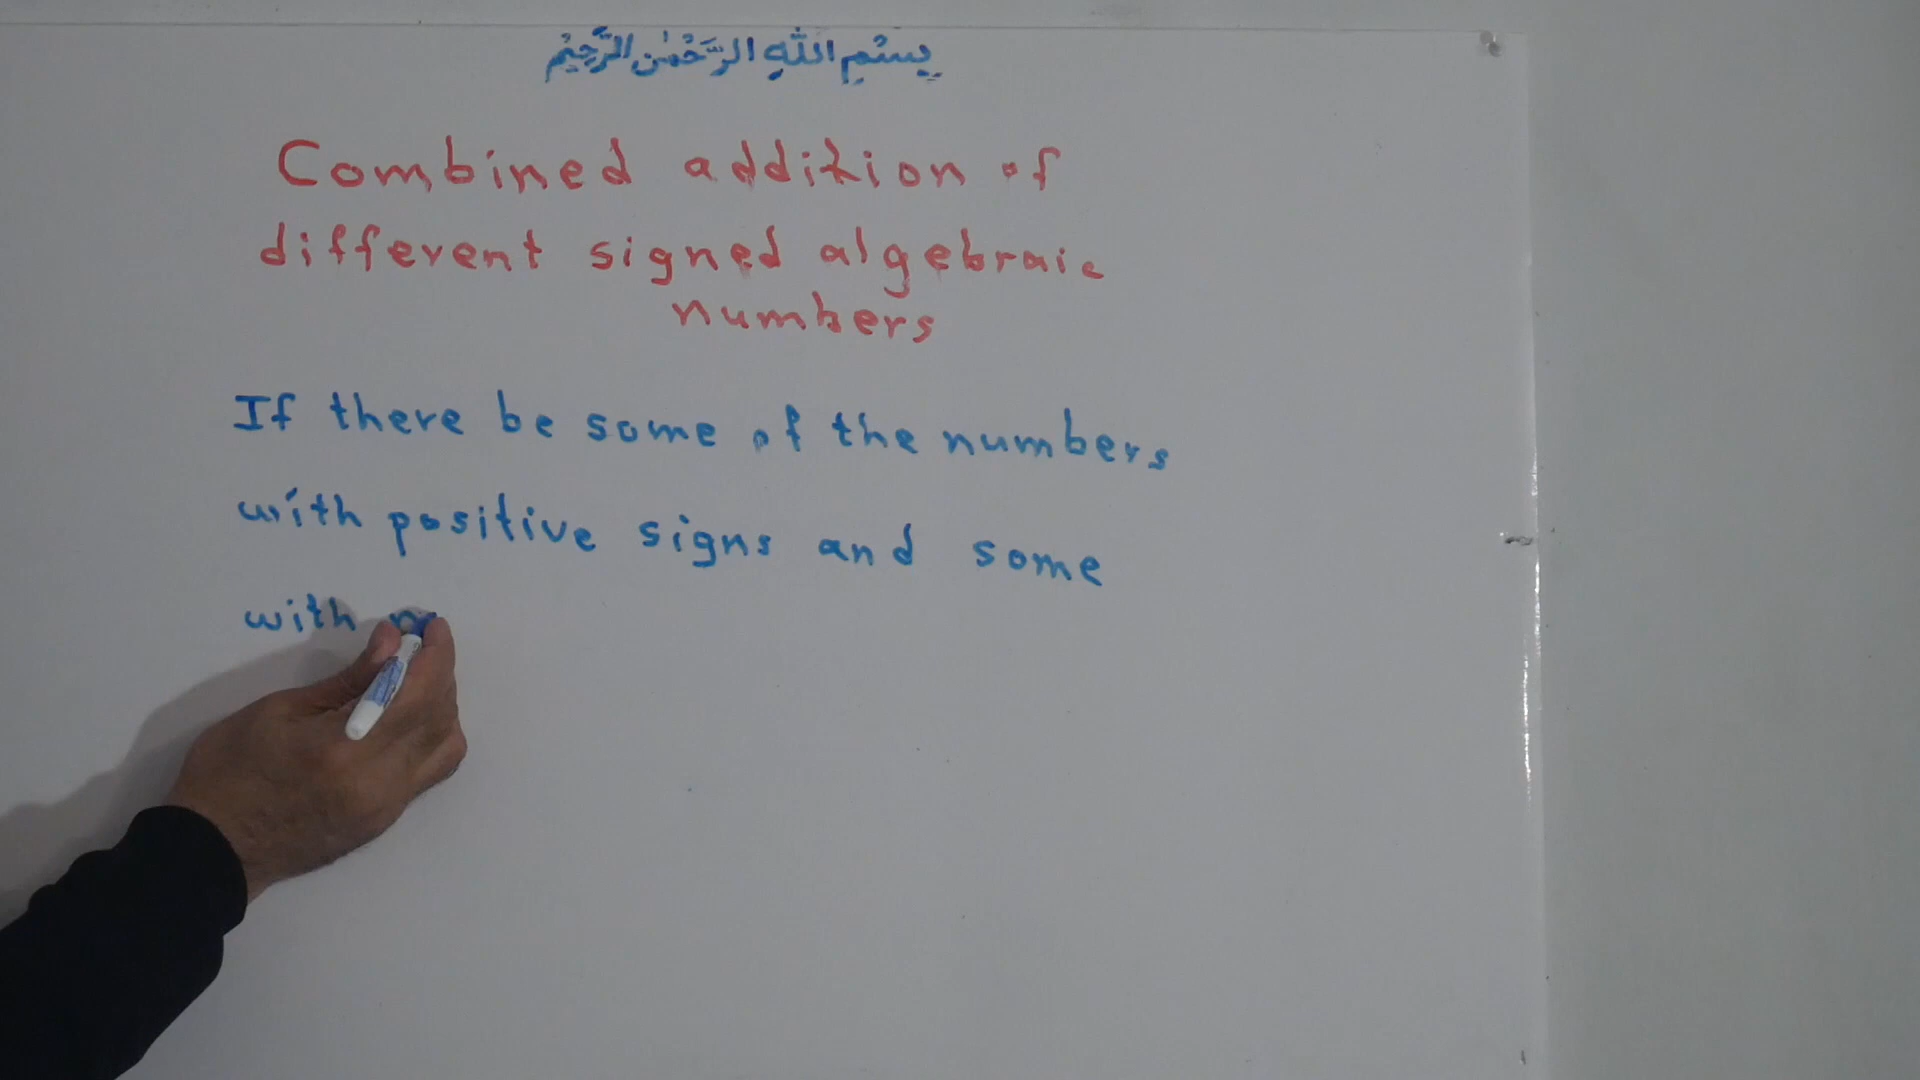 بِسْمِ اللهِ الرَّحْمٰنِ الرَّحِيْمِ
Combined addition of
different signed algebraic
numbers
If there be some of the numbers
with positive signs and some
with